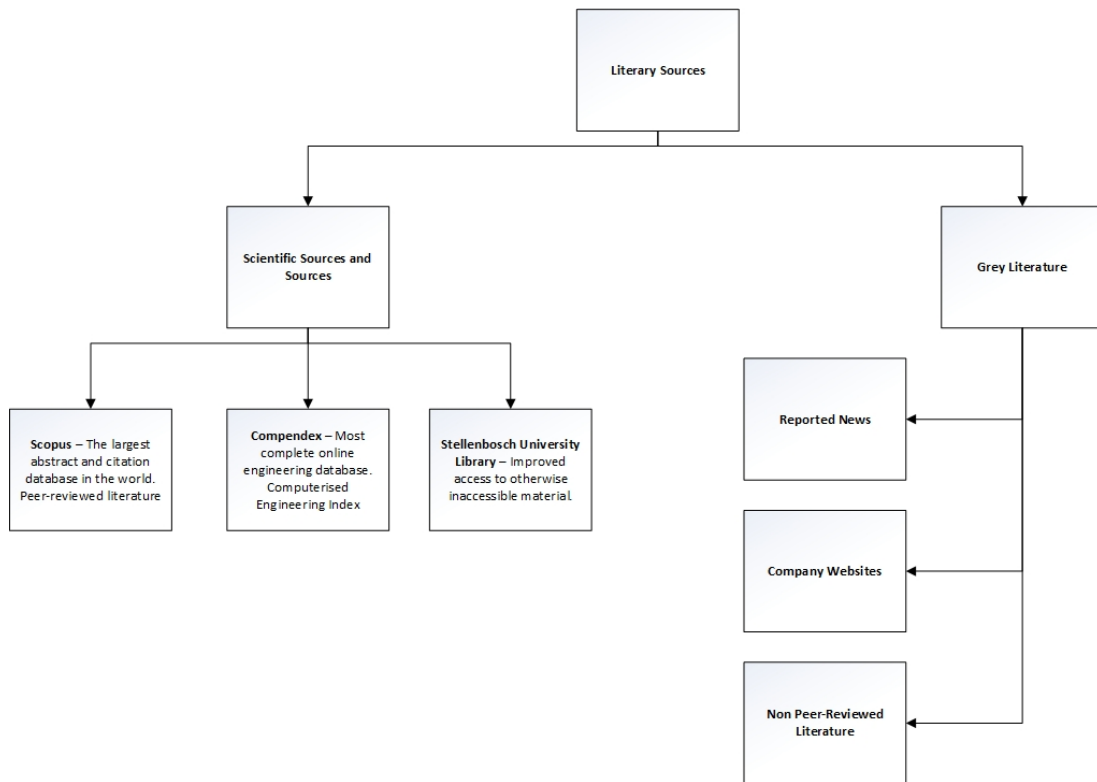 Literary Sources
Scientific Sources and
Sources
Grey Literature
Scopus – The largest
abstract and citation
database in the world.
Peer-reviewed literature
Compendex – Most
complete online
engineering database.
Computerised
Engineering Index
Stellenbosch University
Library – Improved
access to otherwise
inaccessible material.
Reported News
Company Websites
Non Peer-Reviewed
Literature